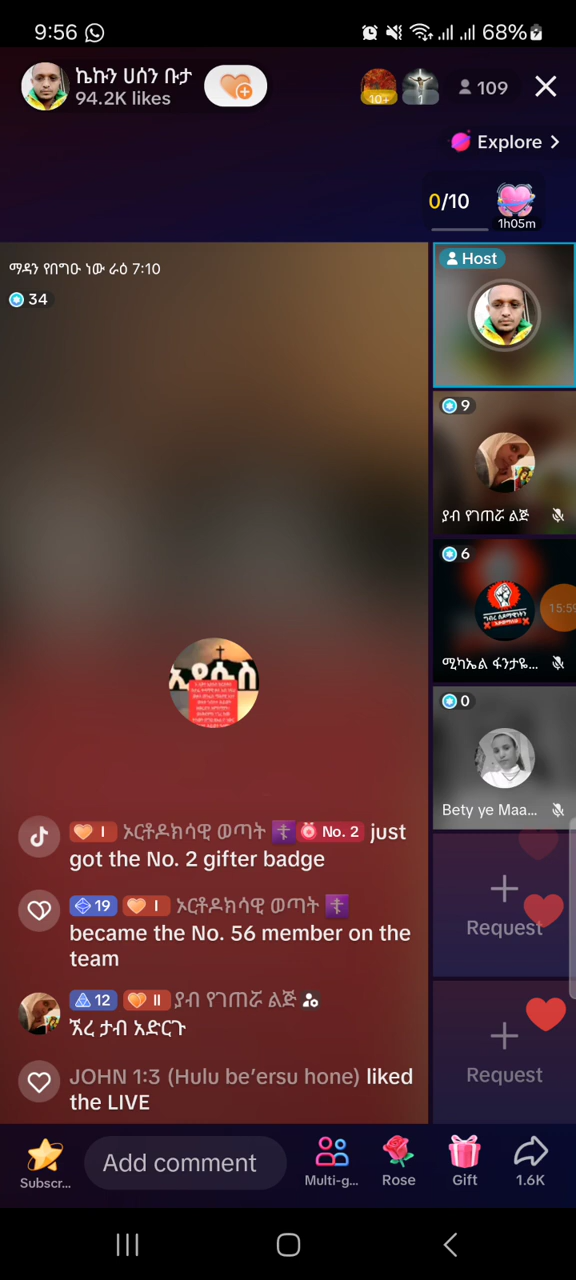 9:56
68%
ኬኩን ሀሰን ቡታ
94.2K likes
10+
1
109
Explore
0/10
1h05m
ማዳን የበግዑ ነው ራዕ 7:10
34
Host
9
ያብ የገጠሯ ልጅ
6
15:59
ሚካኤል ፋንታዬ...
0
Bety ye Maa...
ኢየሱስ
I ኦርቶዶክሳዊ ወጣት No. 2 just
got the No. 2 gifter badge
19 I ኦርቶዶክሳዊ ወጣት
became the No. 56 member on the
team
12 II ያብ የገጠሯ ልጅ
ኧረ ታብ አድርጉ
JOHN 1:3 (Hulu be’ersu hone) liked
the LIVE
Request
Request
Subscr...
Add comment
Multi-g...
Rose
Gift
1.6K